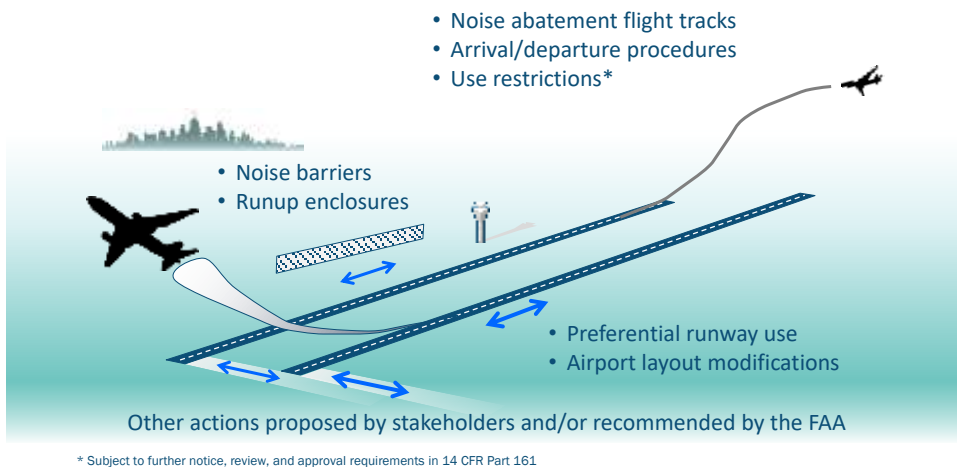 • Noise abatement flight tracks
• Arrival/departure procedures
• Use restrictions*
• Noise barriers
• Runup enclosures
• Preferential runway use
• Airport layout modifications
Other actions proposed by stakeholders and/or recommended by the FAA
* Subject to further notice, review, and approval requirements in 14 CFR Part 161